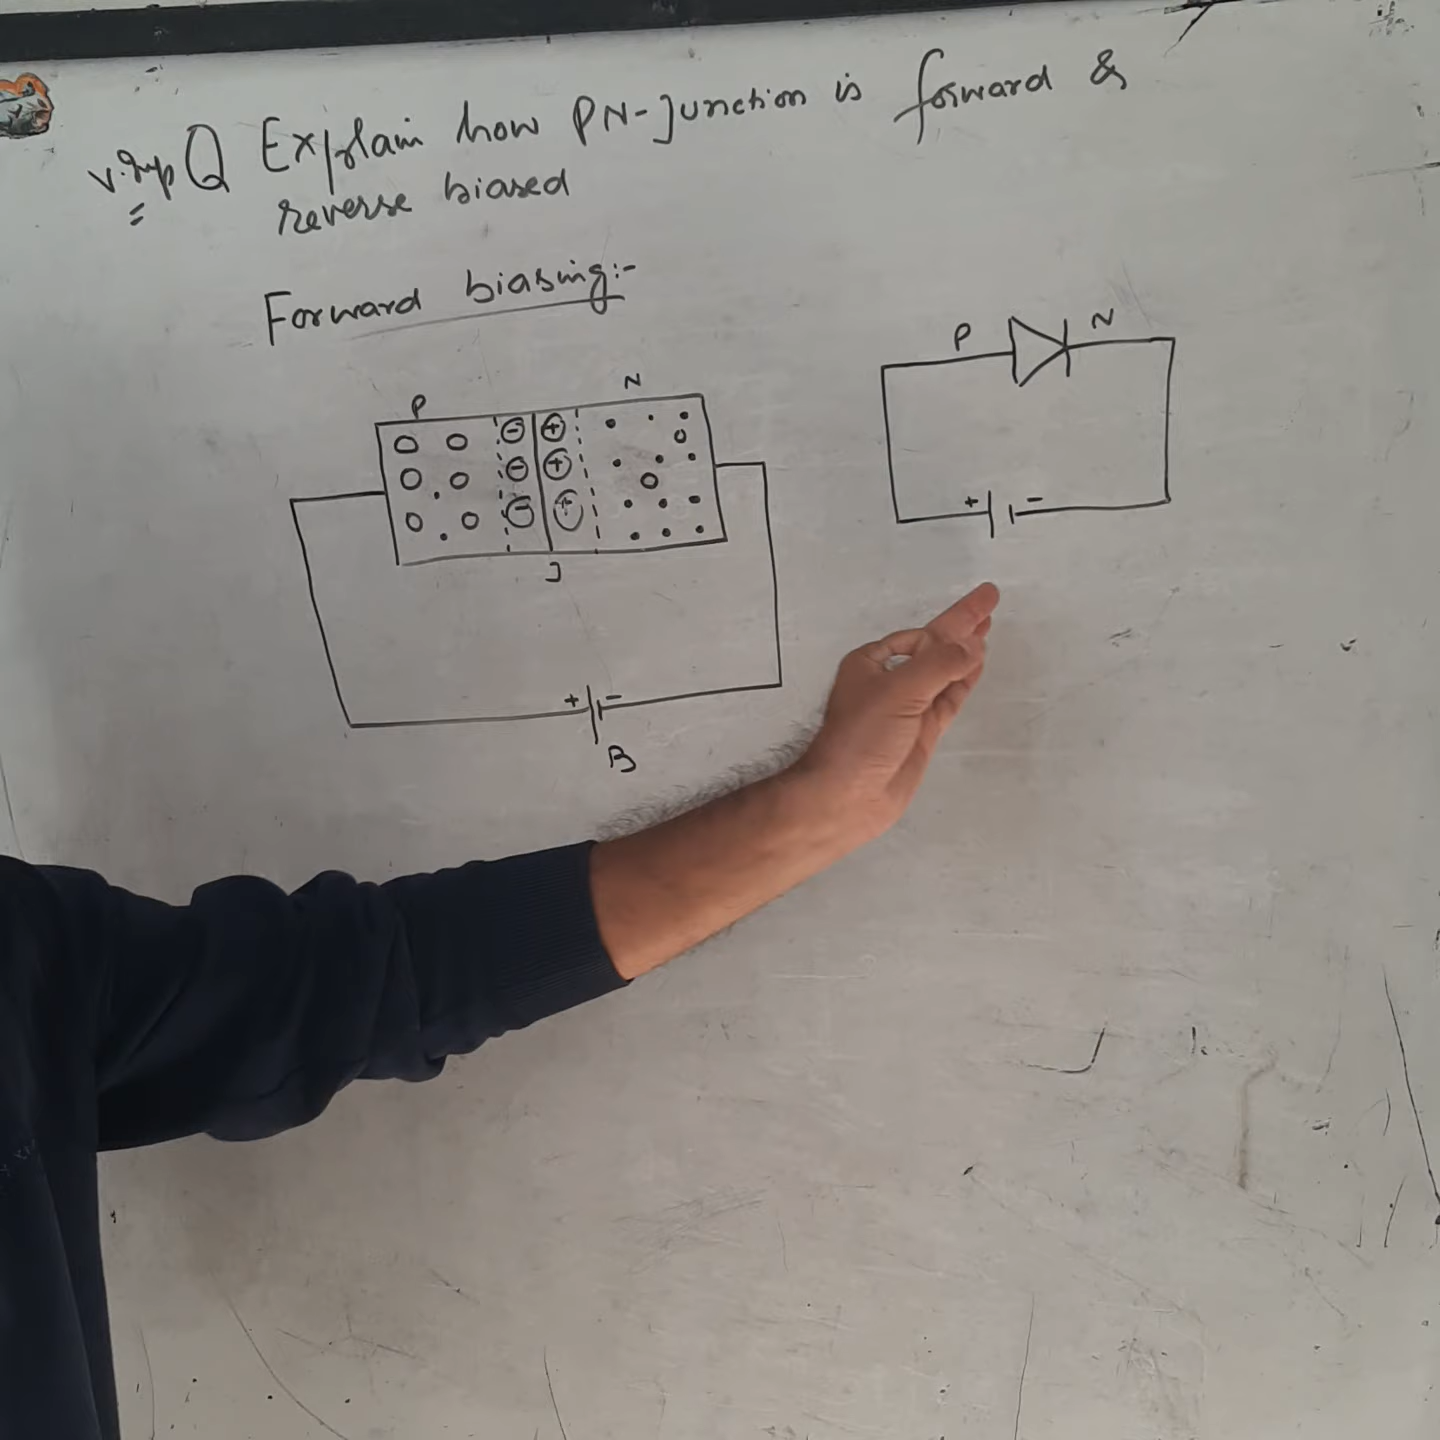 V.Imp Q Explain how PN-Junction is forward &
reverse biased
Forward biasing:-
P N
P N
- +
- +
- +
J
+ -
+ -
B